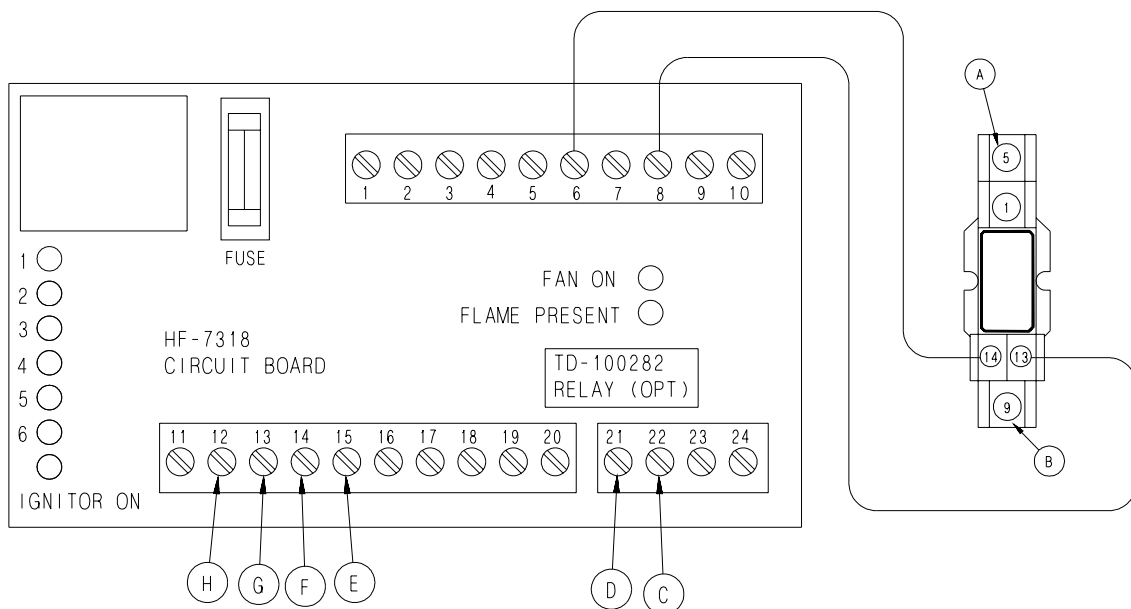 A
5
1
1 2 3 4 5 6 7 8 9 10
FUSE
1
2
3
4
5
6
IGNITOR ON
FAN ON
FLAME PRESENT
HF-7318
CIRCUIT BOARD
TD-100282
RELAY (OPT)
14 13
9
B
11 12 13 14 15 16 17 18 19 20
21 22 23 24
H G F E
D C